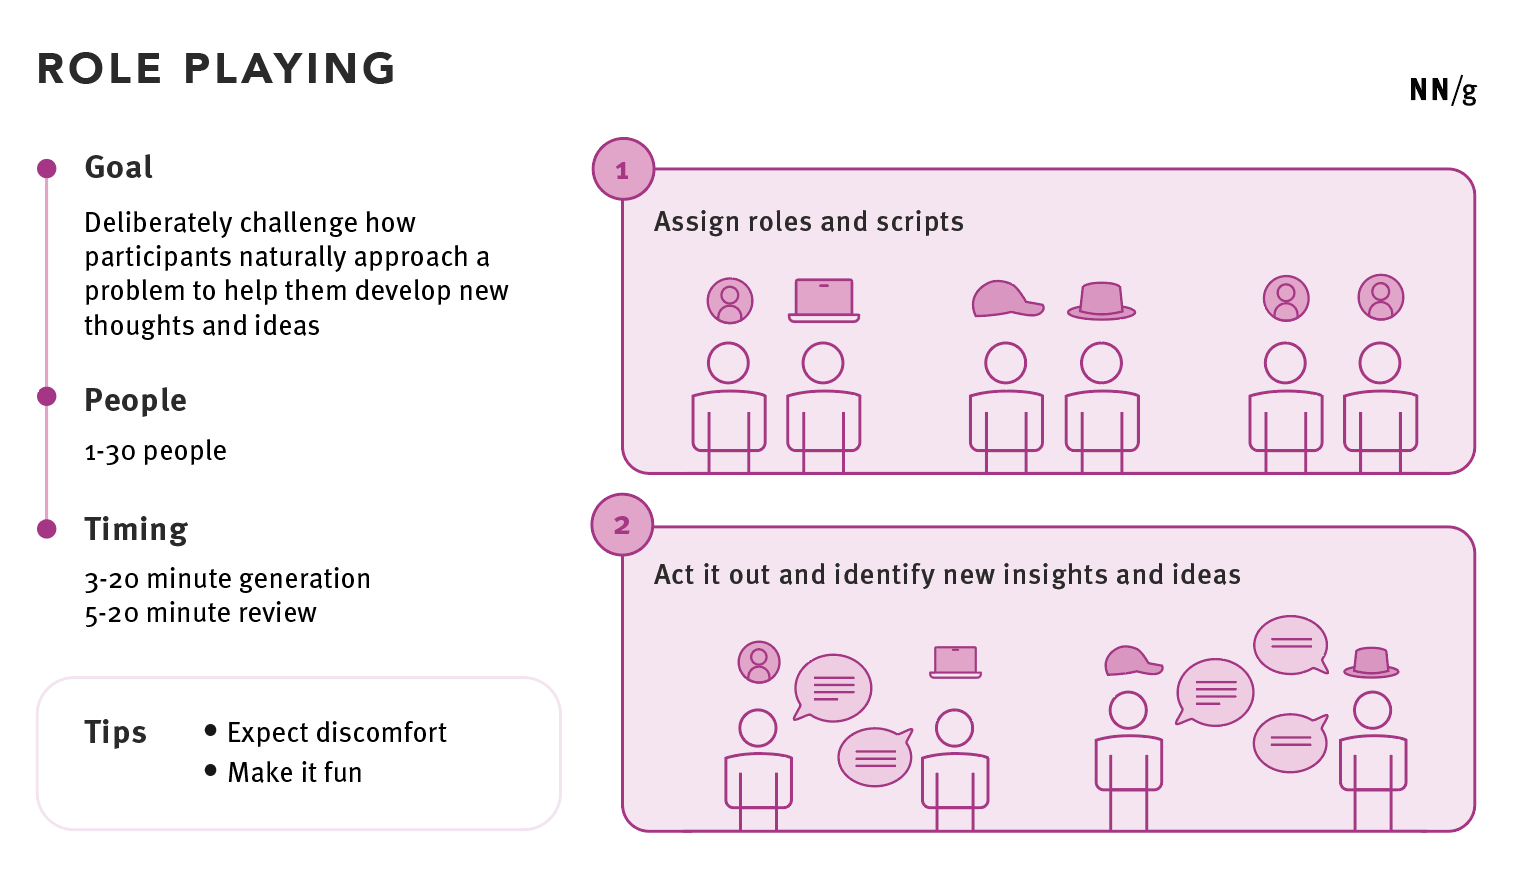 ROLE PLAYING
NN/g
Goal
Deliberately challenge how
participants naturally approach a
problem to help them develop new
thoughts and ideas
People
1-30 people
Timing
3-20 minute generation
5-20 minute review
Tips
• Expect discomfort
• Make it fun
1
Assign roles and scripts
2
Act it out and identify new insights and ideas